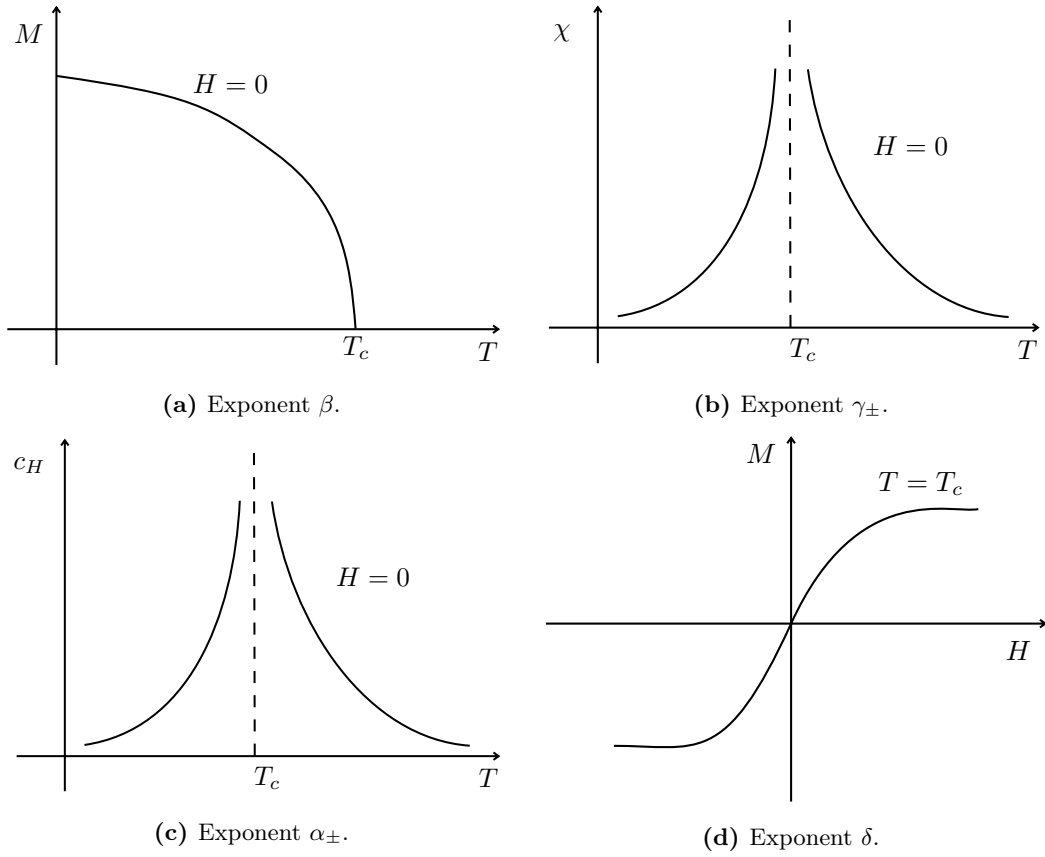 M
H = 0
T_c
T
(a) Exponent β.
χ
H = 0
T_c
T
(b) Exponent γ±.
c_H
H = 0
T_c
T
(c) Exponent α±.
M
T = T_c
H
(d) Exponent δ.